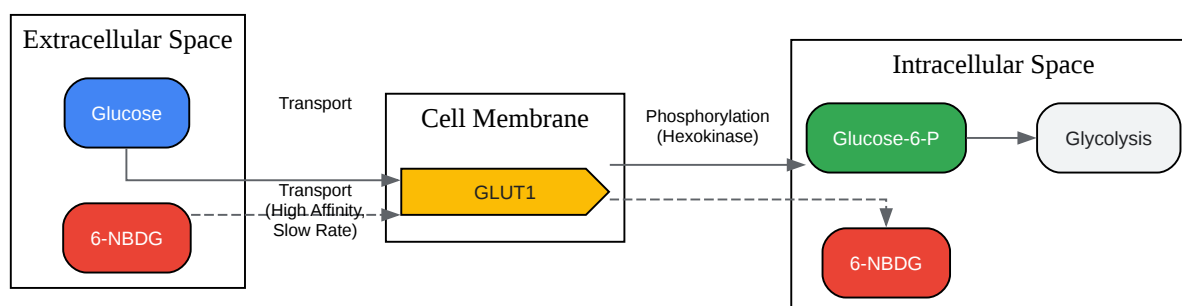 Extracellular Space
Glucose
6-NBDG
Transport
Transport
(High Affinity,
Slow Rate)
Cell Membrane
GLUT1
Phosphorylation
(Hexokinase)
Intracellular Space
Glucose-6-P
Glycolysis
6-NBDG